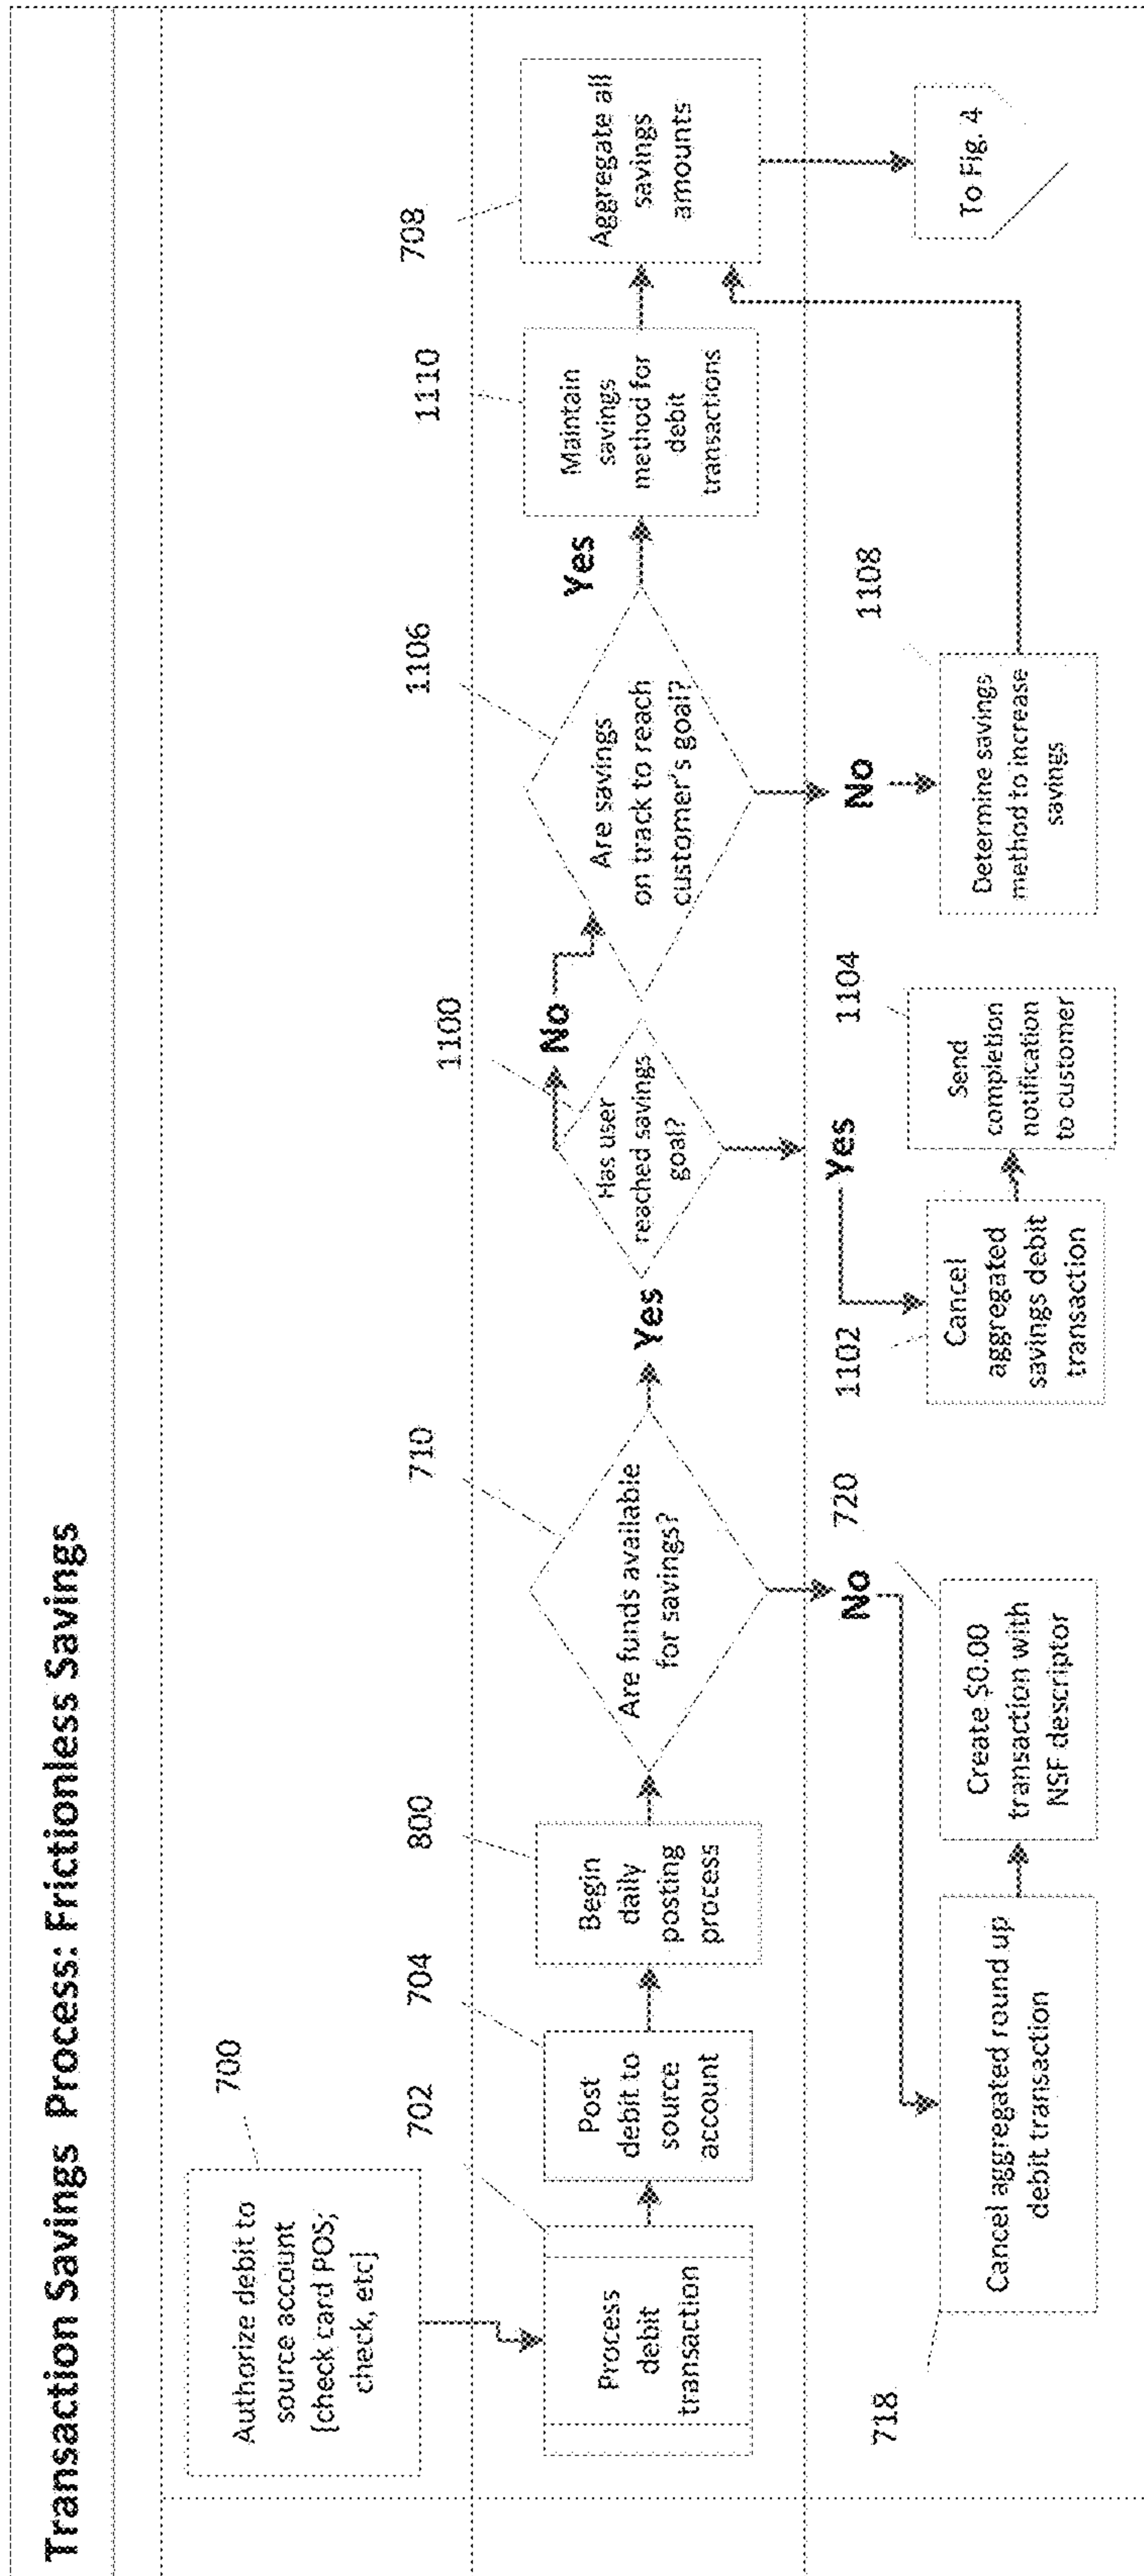 Transaction Savings Process: Frictionless Savings
700
Authorize debit to
source account
[check card POS;
check, etc]
702
Process
debit
transaction
704
Post
debit to
source
account
800
Begin
daily
posting
process
710
Are funds available
for savings?
Yes
No
718
Cancel aggregated round up
debit transaction
720
Create $0.00
transaction with
NSF descriptor
1100
Has user
reached savings
goal?
No
Yes
1102
Cancel
aggregated
savings debit
transaction
1104
Send
completion
notification
to customer
1106
Are savings
on track to reach
customer's goal?
Yes
No
1108
Determine savings
method to increase
savings
1110
Maintain
savings
method for
debit
transactions
708
Aggregate all
savings
amounts
To Fig. 4